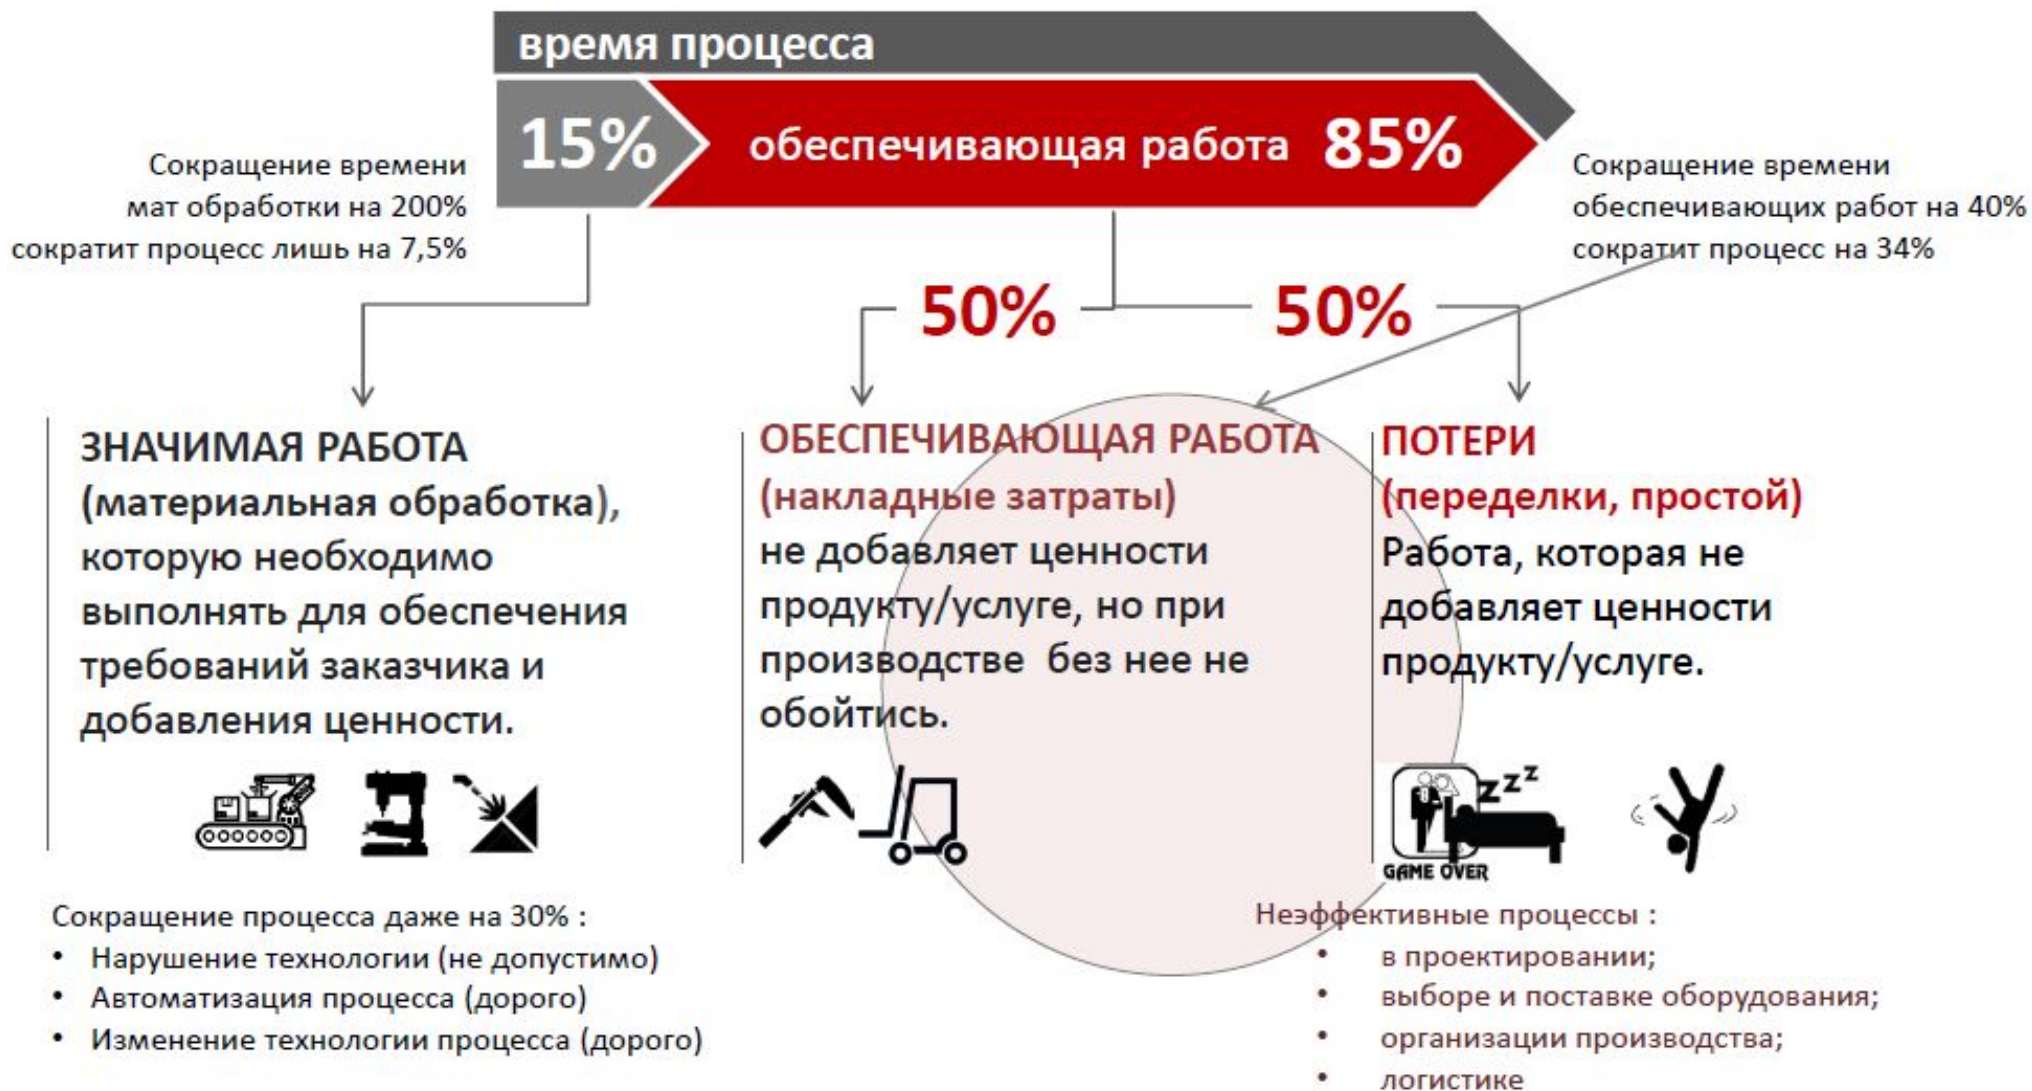 время процесса
15%
обеспечивающая работа 85%
Сокращение времени
мат обработки на 200%
сократит процесс лишь на 7,5%
Сокращение времени
обеспечивающих работ на 40%
сократит процесс на 34%
50%
50%
ЗНАЧИМАЯ РАБОТА
(материальная обработка),
которую необходимо
выполнять для обеспечения
требований заказчика и
добавления ценности.
ОБЕСПЕЧИВАЮЩАЯ РАБОТА
(накладные затраты)
не добавляет ценности
продукту/услуге, но при
производстве без нее не
обойтись.
ПОТЕРИ
(переделки, простой)
Работа, которая не
добавляет ценности
продукту/услуге.
zzz
GAME OVER
Сокращение процесса даже на 30% :
• Нарушение технологии (не допустимо)
• Автоматизация процесса (дорого)
• Изменение технологии процесса (дорого)
Неэффективные процессы :
• в проектировании;
• выборе и поставке оборудования;
• организации производства;
• логистике